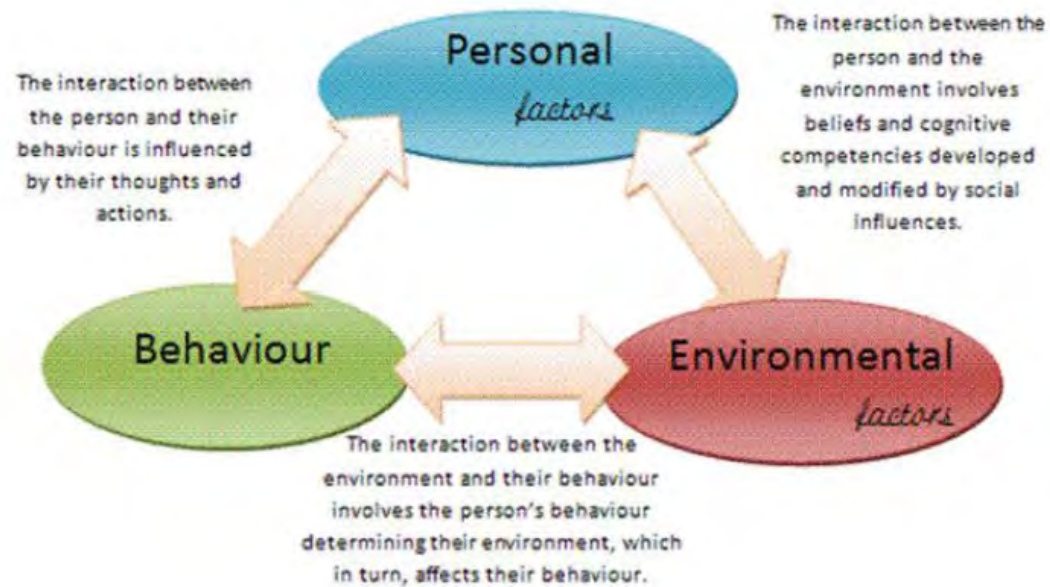 Personal
factors
The interaction between
the person and their
behaviour is influenced
by their thoughts and
actions.
The interaction between the
person and the
environment involves
beliefs and cognitive
competencies developed
and modified by social
influences.
Behaviour
Environmental
factors
The interaction between the
environment and their behaviour
involves the person's behaviour
determining their environment, which
in turn, affects their behaviour.